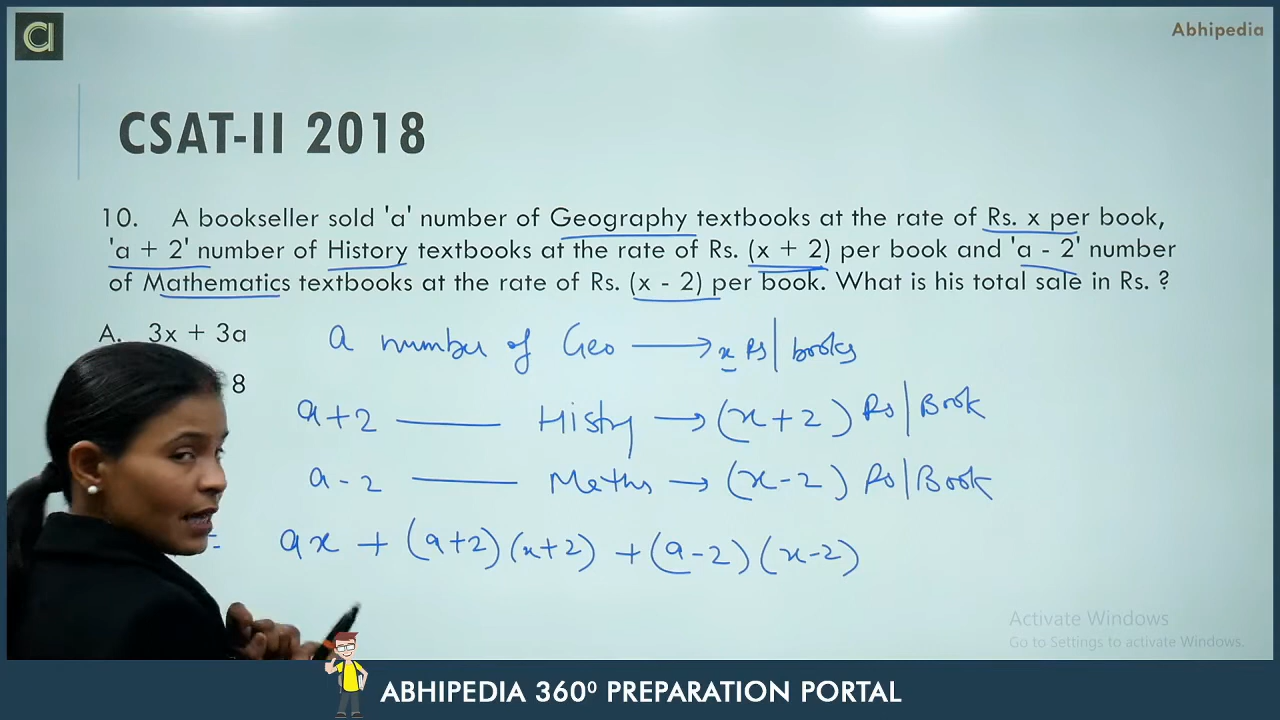 Abhipedia
CSAT-II 2018
10. A bookseller sold 'a' number of Geography textbooks at the rate of Rs. x per book,
'a + 2' number of History textbooks at the rate of Rs. (x + 2) per book and 'a - 2' number
of Mathematics textbooks at the rate of Rs. (x - 2) per book. What is his total sale in Rs. ?
A. 3x + 3a
a number of Geo ⟶ x Rs | books
8
a+2 —— Histry → (x+2) Rs | Book
a-2 —— Maths → (x-2) Rs | Book
= ax + (a+2)(x+2) + (a-2)(x-2)
Activate Windows
Go to Settings to activate Windows.
ABHIPEDIA 360⁰ PREPARATION PORTAL